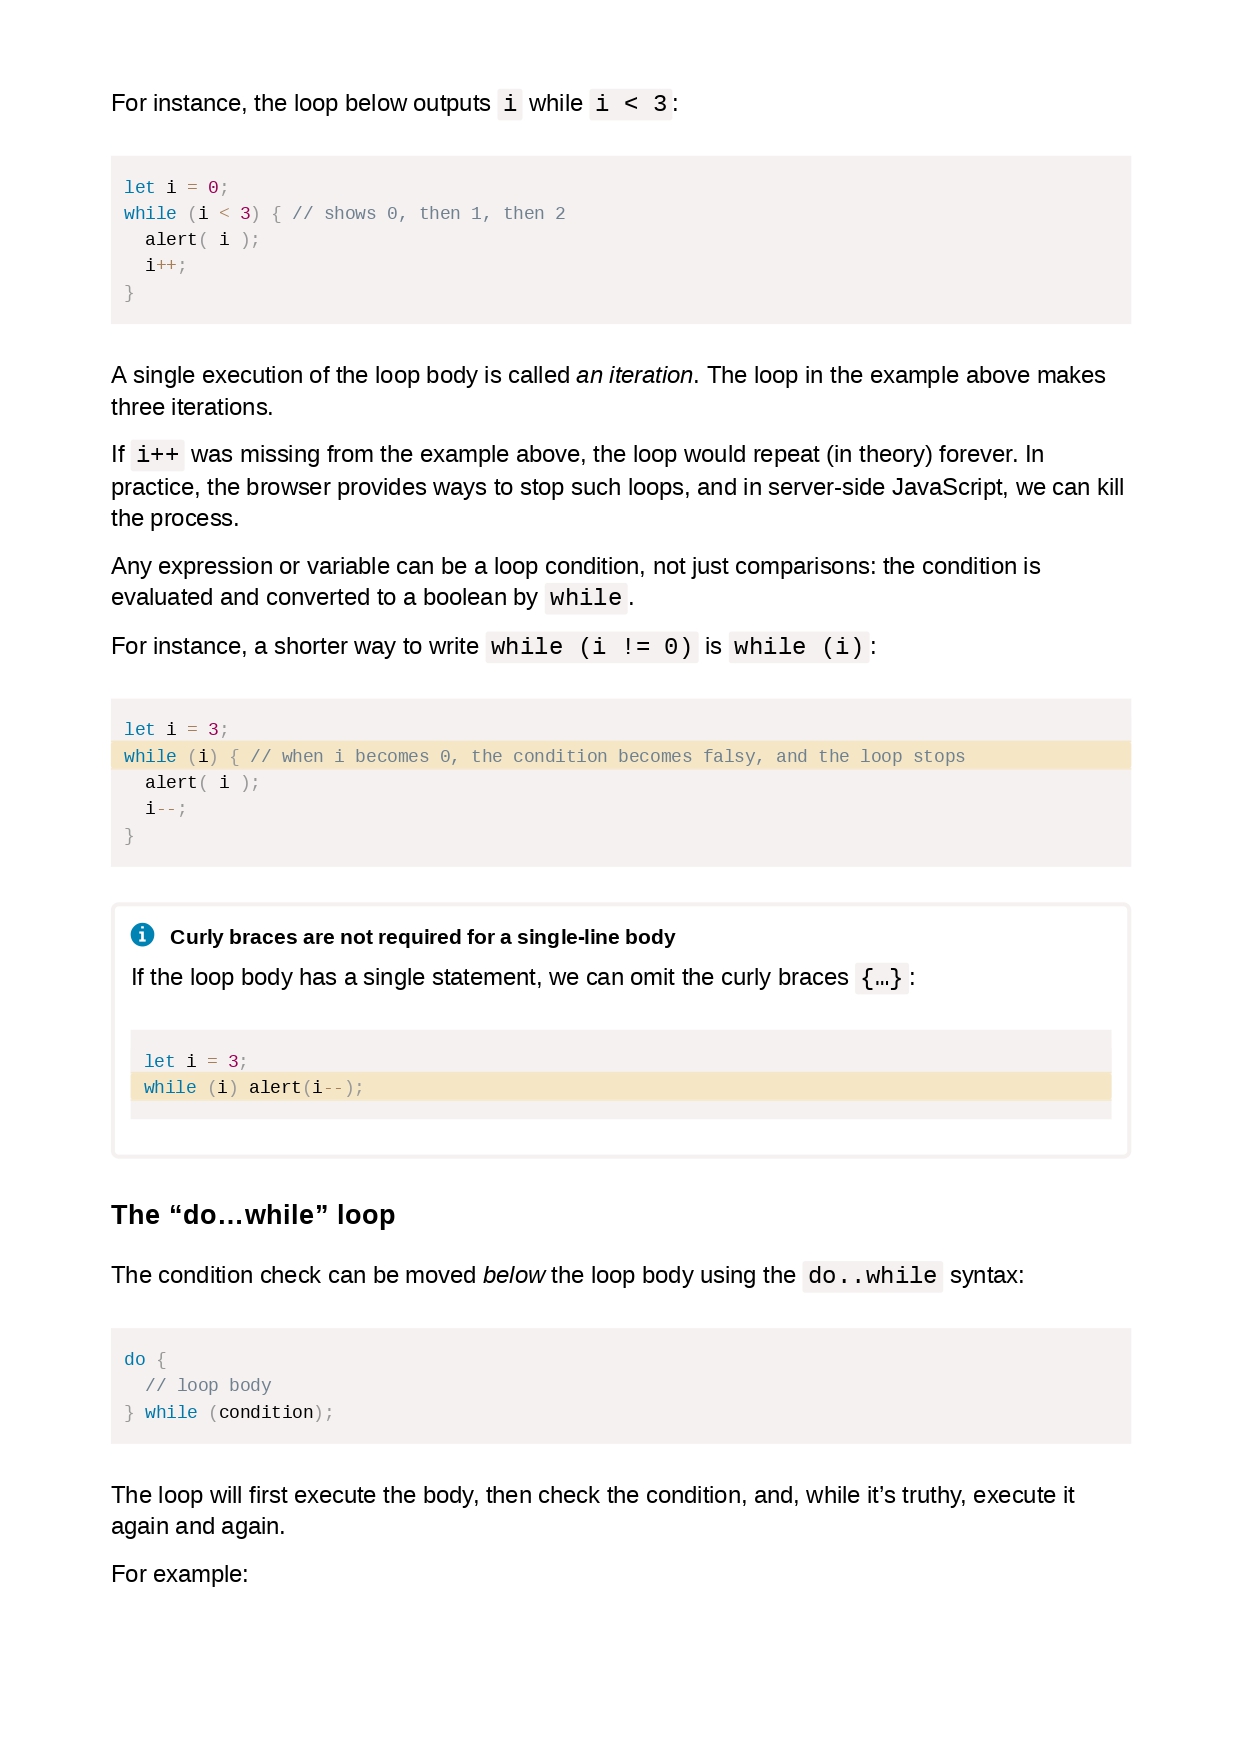 For instance, the loop below outputs i while i < 3:
let i = 0;
while (i < 3) { // shows 0, then 1, then 2
  alert( i );
  i++;
}
A single execution of the loop body is called an iteration. The loop in the example above makes
three iterations.
If i++ was missing from the example above, the loop would repeat (in theory) forever. In
practice, the browser provides ways to stop such loops, and in server-side JavaScript, we can kill
the process.
Any expression or variable can be a loop condition, not just comparisons: the condition is
evaluated and converted to a boolean by while.
For instance, a shorter way to write while (i != 0) is while (i):
let i = 3;
while (i) { // when i becomes 0, the condition becomes falsy, and the loop stops
  alert( i );
  i--;
}
Curly braces are not required for a single-line body
If the loop body has a single statement, we can omit the curly braces {…}:
let i = 3;
while (i) alert(i--);
The “do…while” loop
The condition check can be moved below the loop body using the do..while syntax:
do {
  // loop body
} while (condition);
The loop will first execute the body, then check the condition, and, while it’s truthy, execute it
again and again.
For example: